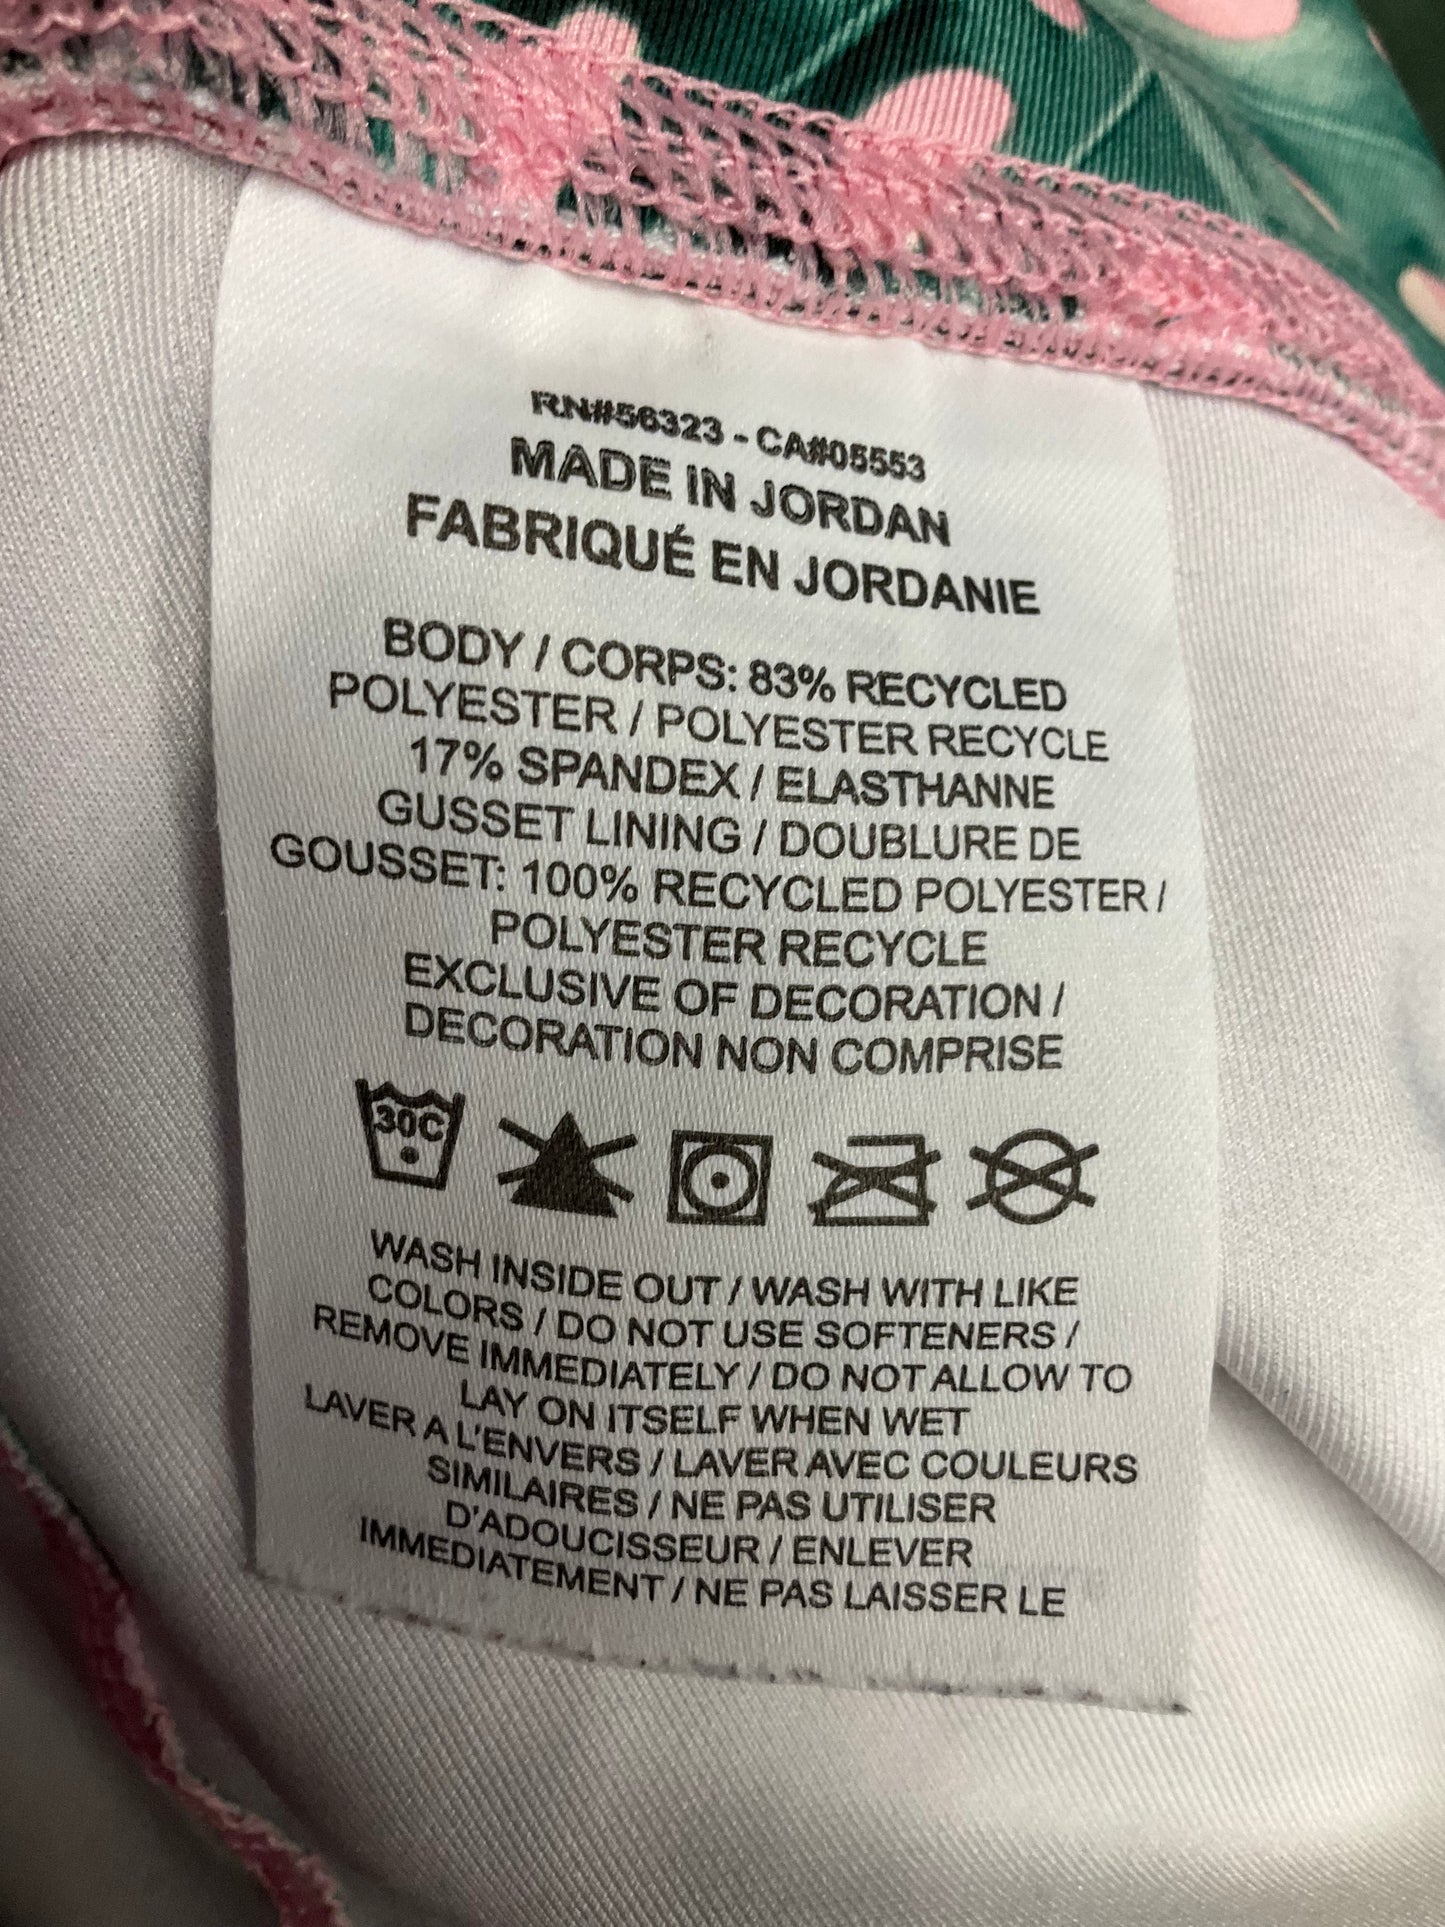 RN#56323 - CA#05553
MADE IN JORDAN
FABRIQUÉ EN JORDANIE
BODY / CORPS: 83% RECYCLED
POLYESTER / POLYESTER RECYCLE
17% SPANDEX / ELASTHANNE
GUSSET LINING / DOUBLURE DE
GOUSSET: 100% RECYCLED POLYESTER /
POLYESTER RECYCLE
EXCLUSIVE OF DECORATION /
DECORATION NON COMPRISE
30C
WASH INSIDE OUT / WASH WITH LIKE
COLORS / DO NOT USE SOFTENERS /
REMOVE IMMEDIATELY / DO NOT ALLOW TO
LAY ON ITSELF WHEN WET
LAVER A L'ENVERS / LAVER AVEC COULEURS
SIMILAIRES / NE PAS UTILISER
D'ADOUCISSEUR / ENLEVER
IMMEDIATEMENT / NE PAS LAISSER LE